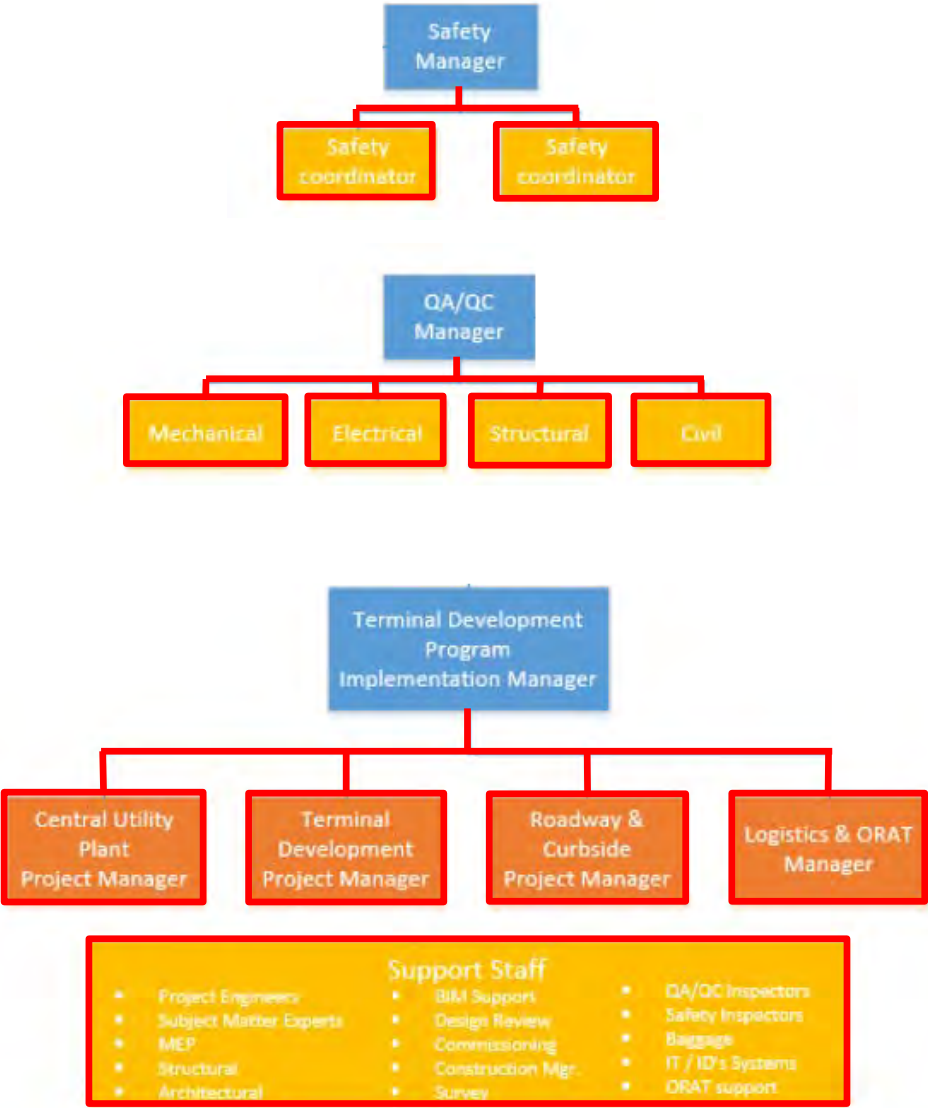 Safety
Manager
Safety
coordinator
Safety
coordinator
QA/QC
Manager
Mechanical
Electrical
Structural
Civil
Terminal Development
Program
Implementation Manager
Central Utility
Plant
Project Manager
Terminal
Development
Project Manager
Roadway &
Curbside
Project Manager
Logistics & ORAT
Manager
Support Staff
• Project Engineers
• Subject Matter Experts
• MEP
• Structural
• Architectural
• BIM Support
• Design Review
• Commissioning
• Construction Mgr.
• Survey
• QA/QC Inspectors
• Safety Inspectors
• Baggage
• IT / ID's Systems
• ORAT support